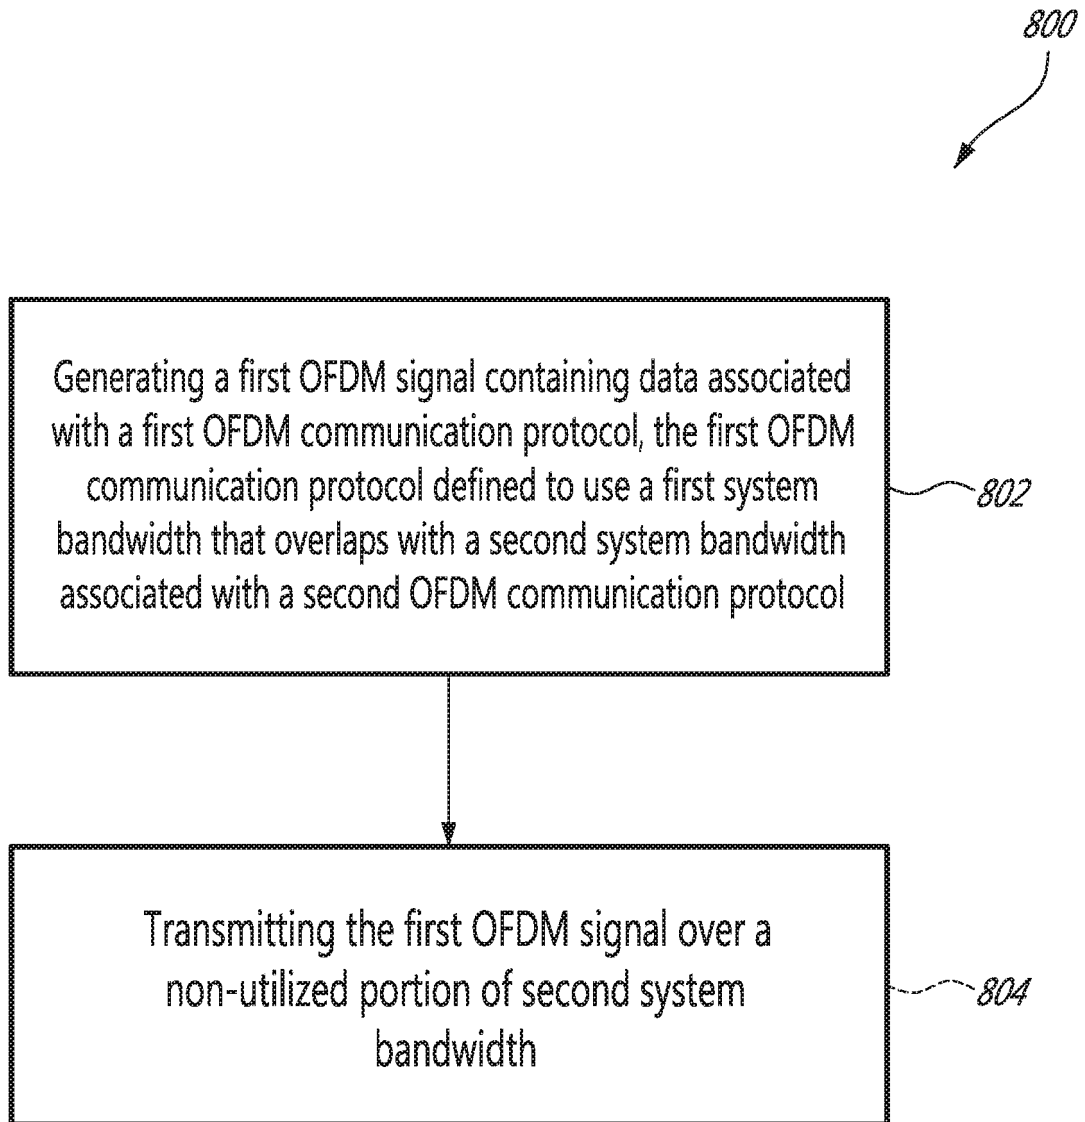 800
Generating a first OFDM signal containing data associated
with a first OFDM communication protocol, the first OFDM
communication protocol defined to use a first system
bandwidth that overlaps with a second system bandwidth
associated with a second OFDM communication protocol
802
Transmitting the first OFDM signal over a
non-utilized portion of second system
bandwidth
804